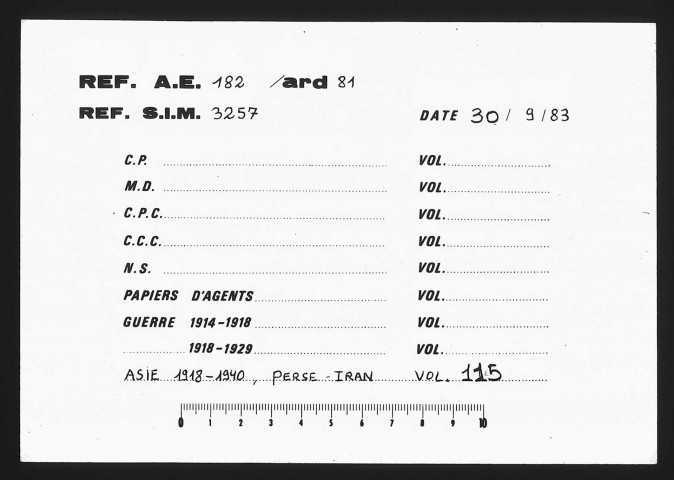 REF. A.E. 182 /ard 81
REF. S.I.M. 3257 DATE 30 / 9 / 83
C.P. VOL.
M.D. VOL.
C.P.C. VOL.
C.C.C. VOL.
N.S. VOL.
PAPIERS D'AGENTS VOL.
GUERRE 1914-1918 VOL.
1918-1929 VOL.
ASIE 1918-1940, PERSE-IRAN VOL. 115
0 1 2 3 4 5 6 7 8 9 10